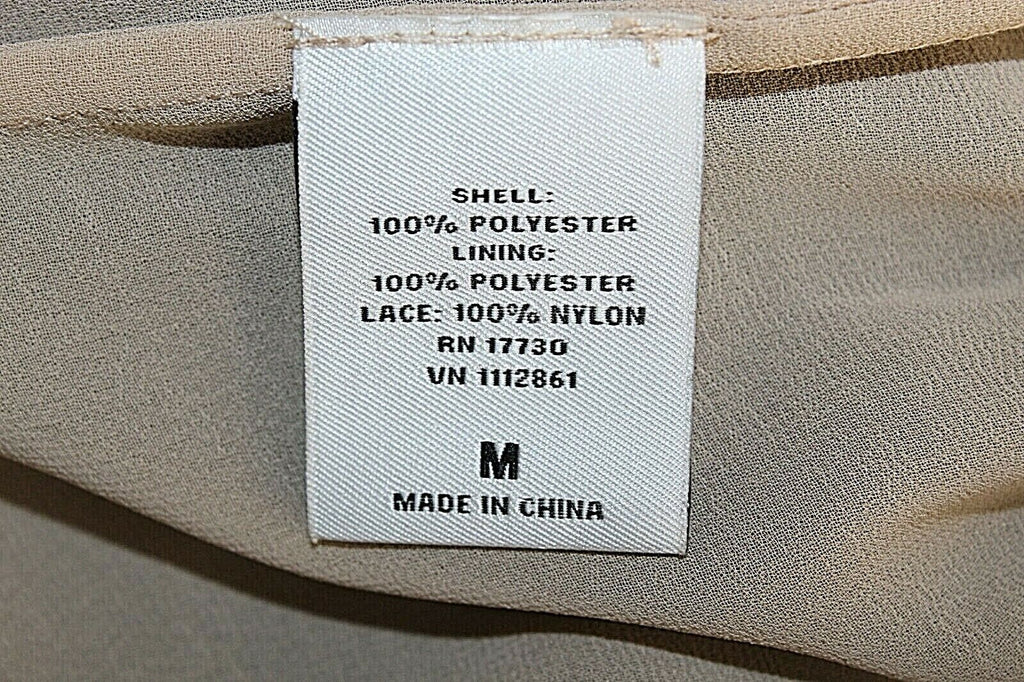 SHELL:
100% POLYESTER
LINING:
100% POLYESTER
LACE: 100% NYLON
RN 17730
VN 1112861
M
MADE IN CHINA